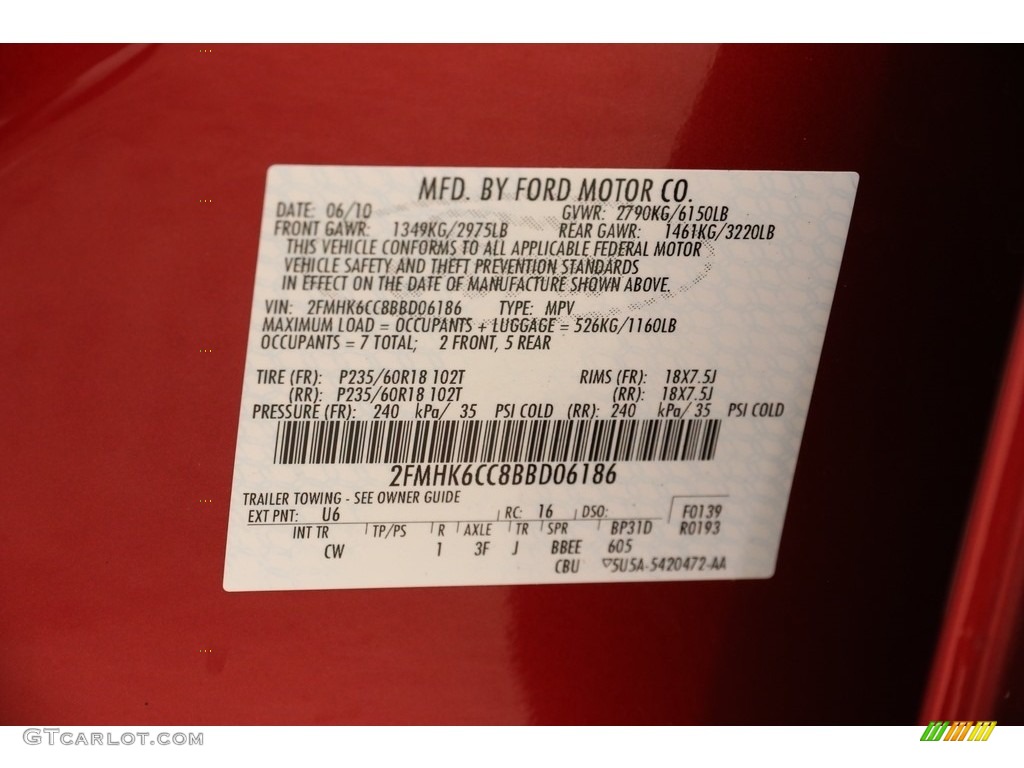 MFD. BY FORD MOTOR CO.
DATE: 06/10 GVWR: 2790KG/6150LB
FRONT GAWR: 1349KG/2975LB REAR GAWR: 1461KG/3220LB
THIS VEHICLE CONFORMS TO ALL APPLICABLE FEDERAL MOTOR
VEHICLE SAFETY AND THEFT PREVENTION STANDARDS
IN EFFECT ON THE DATE OF MANUFACTURE SHOWN ABOVE.
VIN: 2FMHK6CC8BBD06186 TYPE: MPV
MAXIMUM LOAD = OCCUPANTS + LUGGAGE = 526KG/1160LB
OCCUPANTS = 7 TOTAL; 2 FRONT, 5 REAR
TIRE (FR): P235/60R18 102T RIMS (FR): 18X7.5J
(RR): P235/60R18 102T (RR): 18X7.5J
PRESSURE (FR): 240 kPa/ 35 PSI COLD (RR): 240 kPa/ 35 PSI COLD
2FMHK6CC8BBD06186
TRAILER TOWING - SEE OWNER GUIDE
EXT PNT: U6 RC: 16 DSO: F0139
INT TR TP/PS R AXLE TR SPR BP31D R0193
CW 1 3F J BBEE 605
CBU ▽5U5A-5420472-AA
GTCARLOT.COM